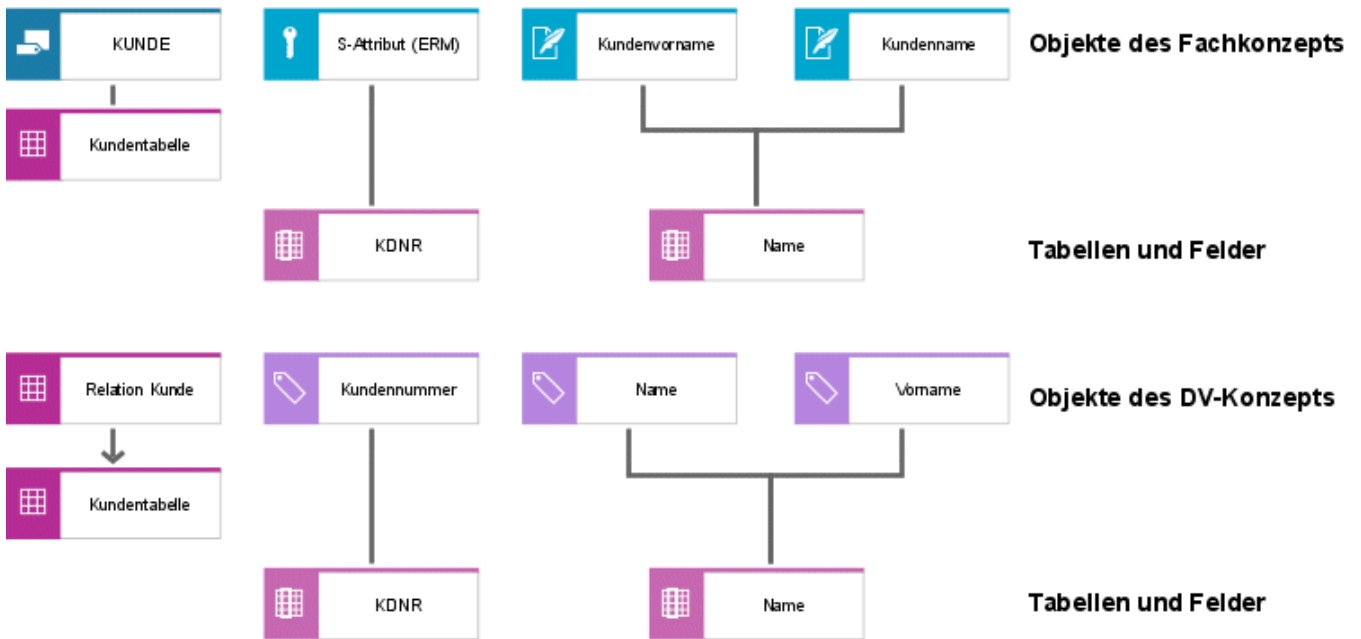 KUNDE
S-Attribut (ERM)
Kundenvorname
Kundenname
Objekte des Fachkonzepts
Kundentabelle
KDNR
Name
Tabellen und Felder
Relation Kunde
Kundennummer
Name
Vorname
Objekte des DV-Konzepts
Kundentabelle
KDNR
Name
Tabellen und Felder